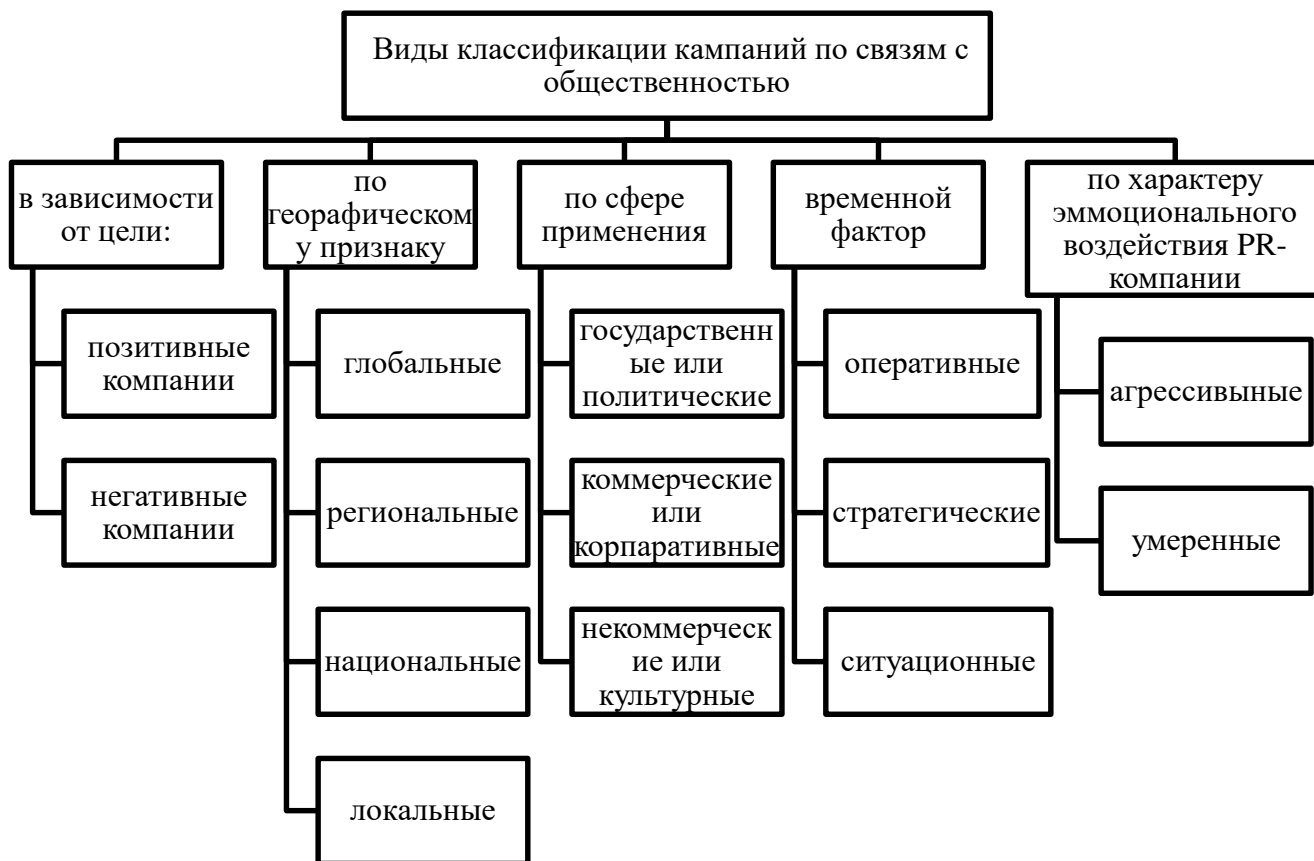 Виды классификации кампаний по связям с
общественностью
в зависимости
от цели:
позитивные
компании
негативные
компании
по
георафическом
у признаку
глобальные
региональные
национальные
локальные
по сфере
применения
государственн
ые или
политические
коммерческие
или
корпаративные
некоммерческ
ие или
культурные
временной
фактор
оперативные
стратегические
ситуационные
по характеру
эммоционального
воздействия PR-
компании
агрессивыные
умеренные